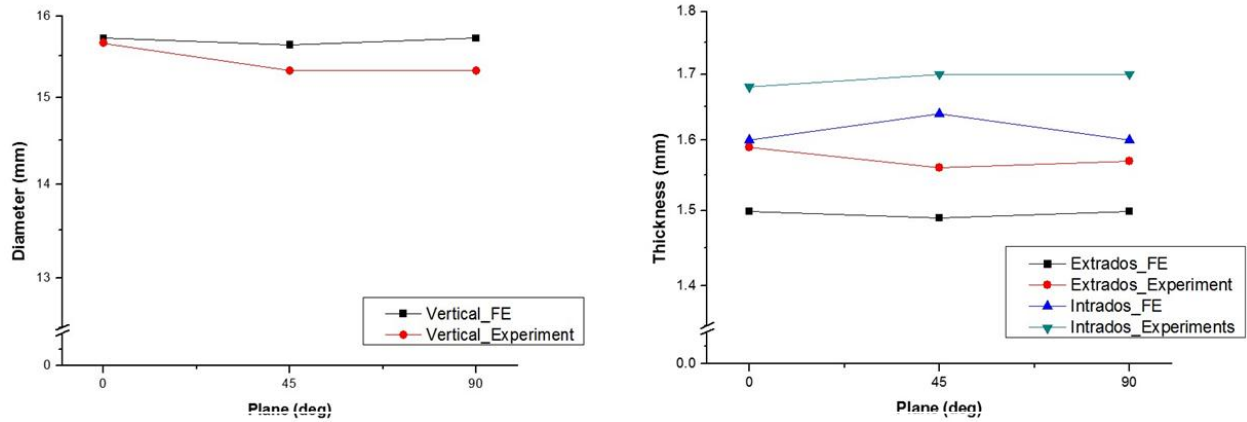 16
15
14
13
0
Diameter (mm)
0
45
90
Plane (deg)
Vertical_FE
Vertical_Experiment
1.8
1.7
1.6
1.5
1.4
0.0
Thickness (mm)
0
45
90
Plane (deg)
Extrados_FE
Extrados_Experiment
Intrados_FE
Intrados_Experiments